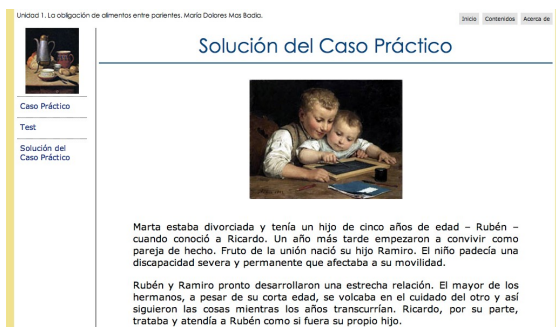 Unidad 1. La obligación de alimentos entre parientes. María Dolores Mas Badia.
Inicio Contenidos Acerca de
Solución del Caso Práctico
Caso Práctico
Test
Solución del
Caso Práctico
Marta estaba divorciada y tenía un hijo de cinco años de edad – Rubén –
cuando conoció a Ricardo. Un año más tarde empezaron a convivir como
pareja de hecho. Fruto de la unión nació su hijo Ramiro. El niño padecía una
discapacidad severa y permanente que afectaba a su movilidad.
Rubén y Ramiro pronto desarrollaron una estrecha relación. El mayor de los
hermanos, a pesar de su corta edad, se volcaba en el cuidado del otro y así
siguieron las cosas mientras los años transcurrían. Ricardo, por su parte,
trataba y atendía a Rubén como si fuera su propio hijo.